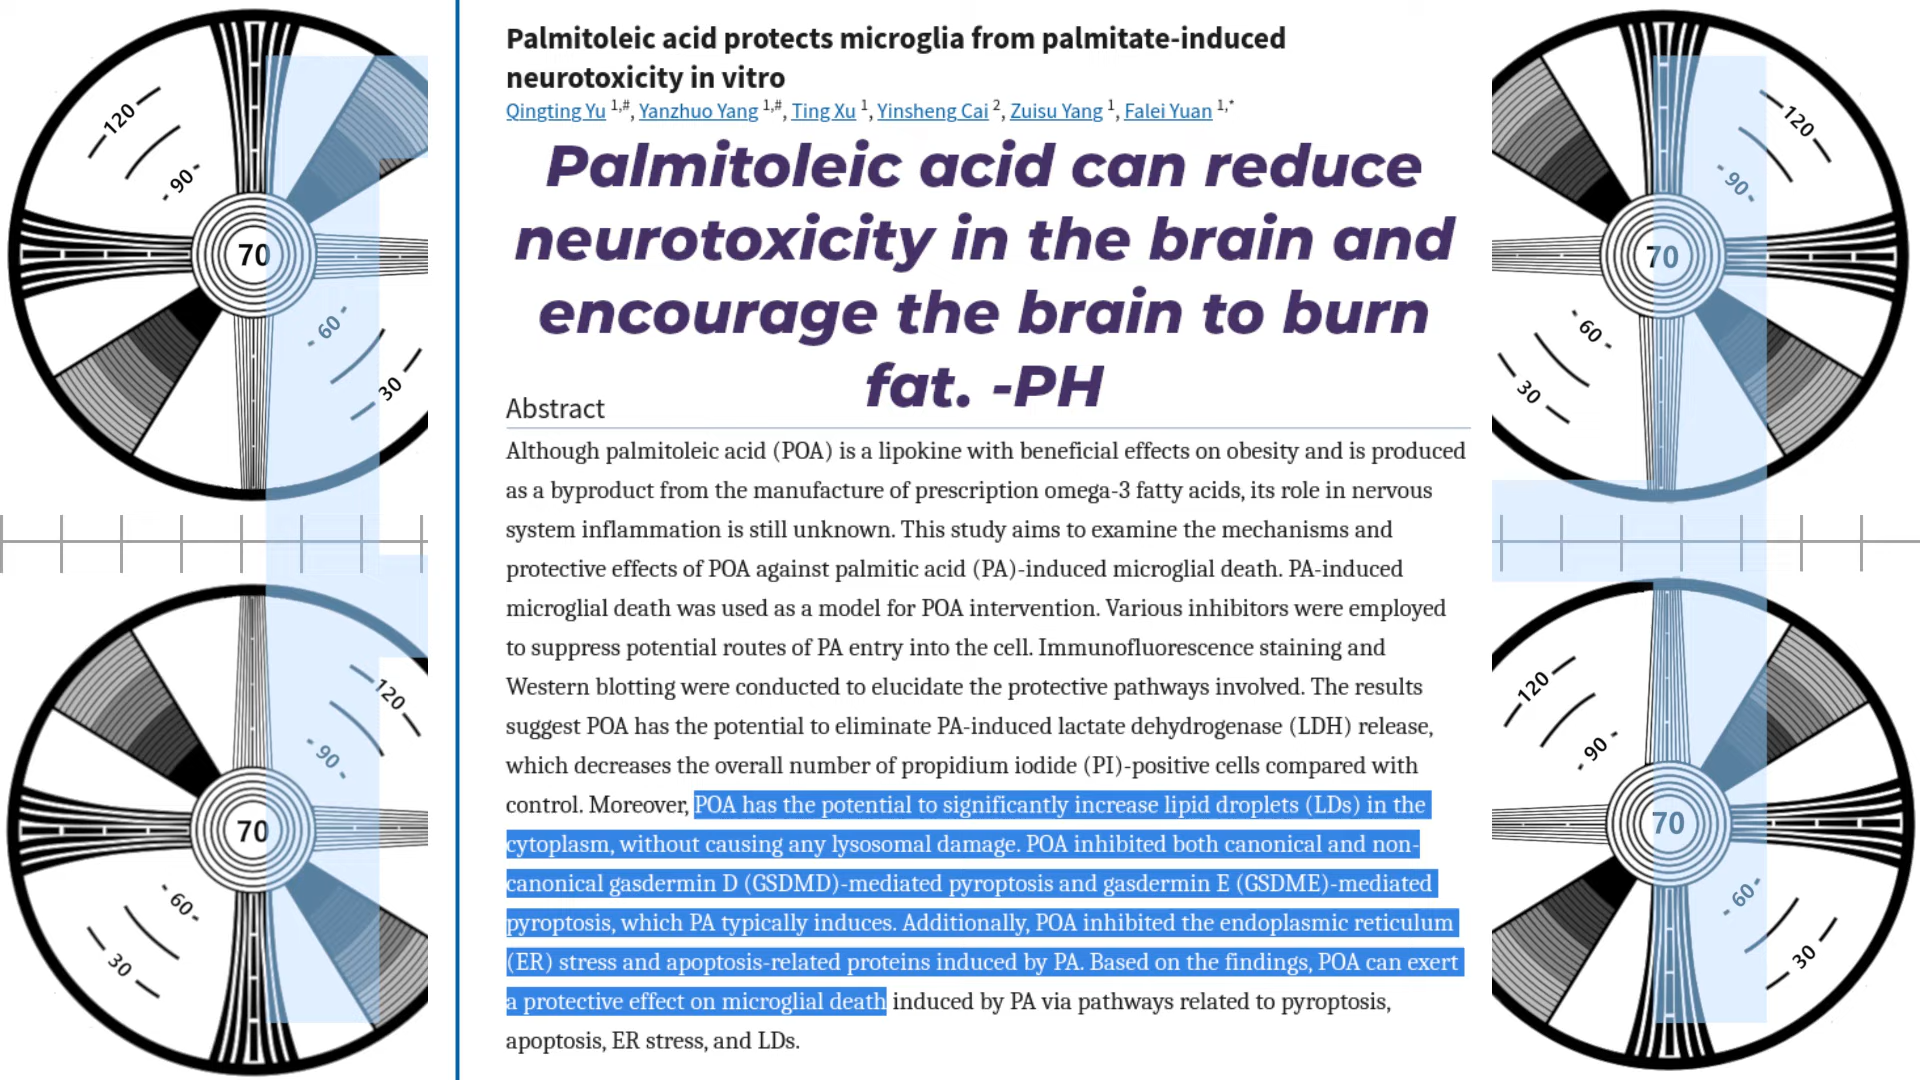 Palmitoleic acid protects microglia from palmitate-induced
neurotoxicity in vitro
Qingting Yu 1,#, Yanzhuo Yang 1,#, Ting Xu 1, Yinsheng Cai 2, Zuisu Yang 1, Falei Yuan 1,*
Palmitoleic acid can reduce
neurotoxicity in the brain and
encourage the brain to burn
fat. -PH
Abstract
Although palmitoleic acid (POA) is a lipokine with beneficial effects on obesity and is produced
as a byproduct from the manufacture of prescription omega-3 fatty acids, its role in nervous
system inflammation is still unknown. This study aims to examine the mechanisms and
protective effects of POA against palmitic acid (PA)-induced microglial death. PA-induced
microglial death was used as a model for POA intervention. Various inhibitors were employed
to suppress potential routes of PA entry into the cell. Immunofluorescence staining and
Western blotting were conducted to elucidate the protective pathways involved. The results
suggest POA has the potential to eliminate PA-induced lactate dehydrogenase (LDH) release,
which decreases the overall number of propidium iodide (PI)-positive cells compared with
control. Moreover, POA has the potential to significantly increase lipid droplets (LDs) in the
cytoplasm, without causing any lysosomal damage. POA inhibited both canonical and non-
canonical gasdermin D (GSDMD)-mediated pyroptosis and gasdermin E (GSDME)-mediated
pyroptosis, which PA typically induces. Additionally, POA inhibited the endoplasmic reticulum
(ER) stress and apoptosis-related proteins induced by PA. Based on the findings, POA can exert
a protective effect on microglial death induced by PA via pathways related to pyroptosis,
apoptosis, ER stress, and LDs.
120
90
70
60
30
120
90
70
60
30
120
90
70
60
30
120
90
70
60
30